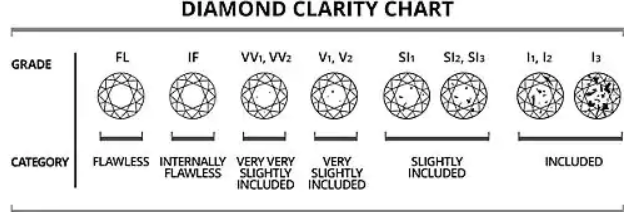 DIAMOND CLARITY CHART
GRADE
FL
IF
VV1, VV2
V1, V2
SI1
SI2, SI3
I1, I2
I3
CATEGORY
FLAWLESS
INTERNALLY
FLAWLESS
VERY VERY
SLIGHTLY
INCLUDED
VERY
SLIGHTLY
INCLUDED
SLIGHTLY
INCLUDED
INCLUDED